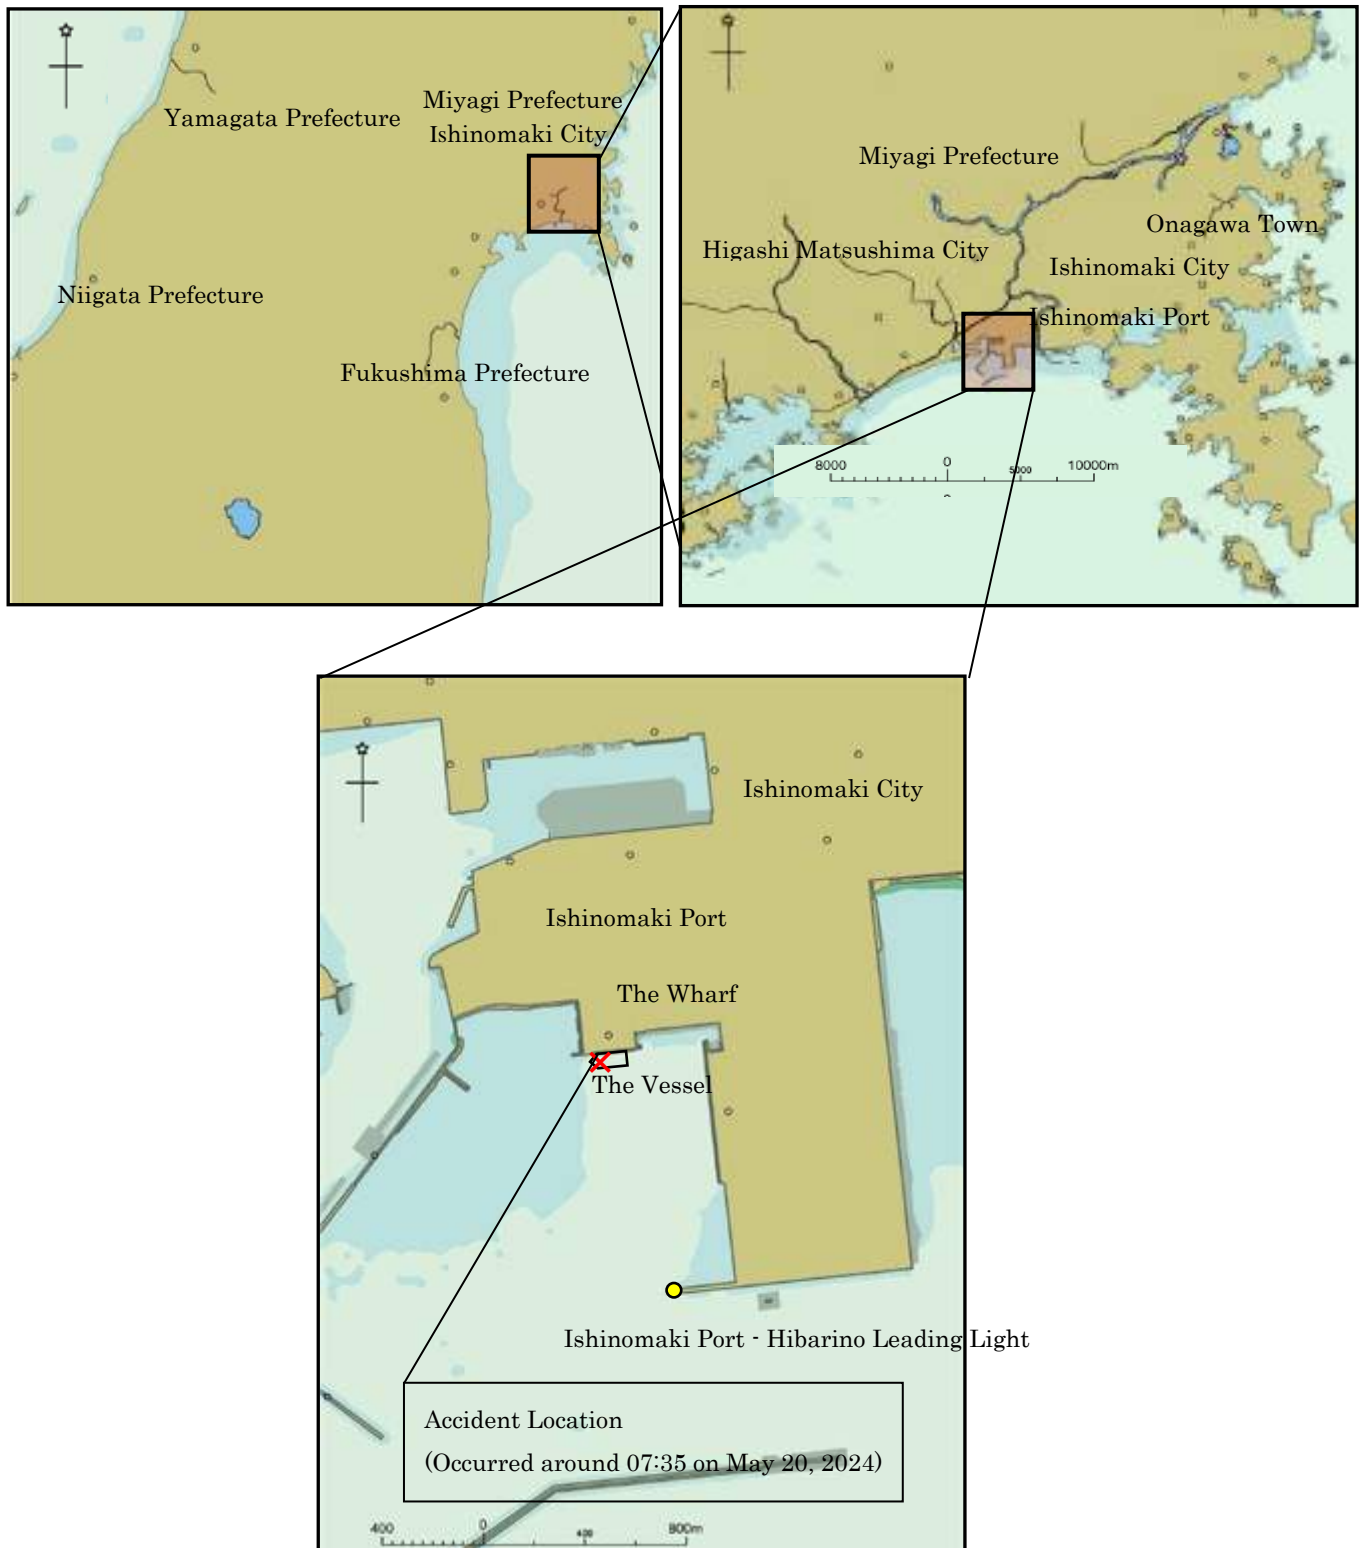 Miyagi Prefecture
Yamagata Prefecture
Ishinomaki City
Niigata Prefecture
Fukushima Prefecture
Miyagi Prefecture
Onagawa Town
Higashi Matsushima City
Ishinomaki City
Ishinomaki Port
8000 0 5000 10000m
Ishinomaki City
Ishinomaki Port
The Wharf
The Vessel
Ishinomaki Port - Hibarino Leading Light
Accident Location
(Occurred around 07:35 on May 20, 2024)
400 0 400 800m